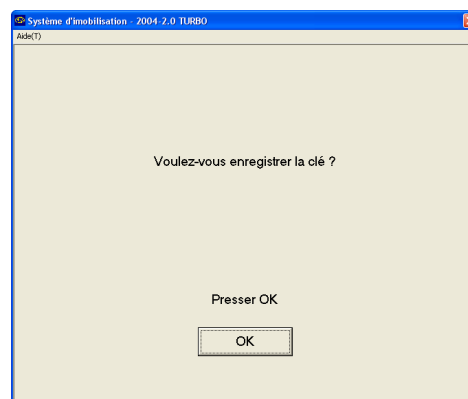 Système d'imobilisation - 2004-2.0 TURBO
Aide(T)
Voulez-vous enregistrer la clé ?
Presser OK
OK